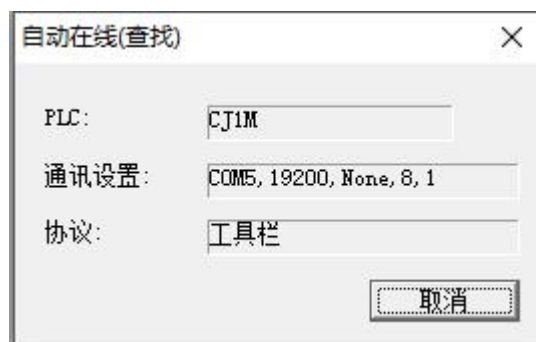 自动在线(查找)
PLC: CJ1M
通讯设置: COM5,19200,None,8,1
协议: 工具栏
取消